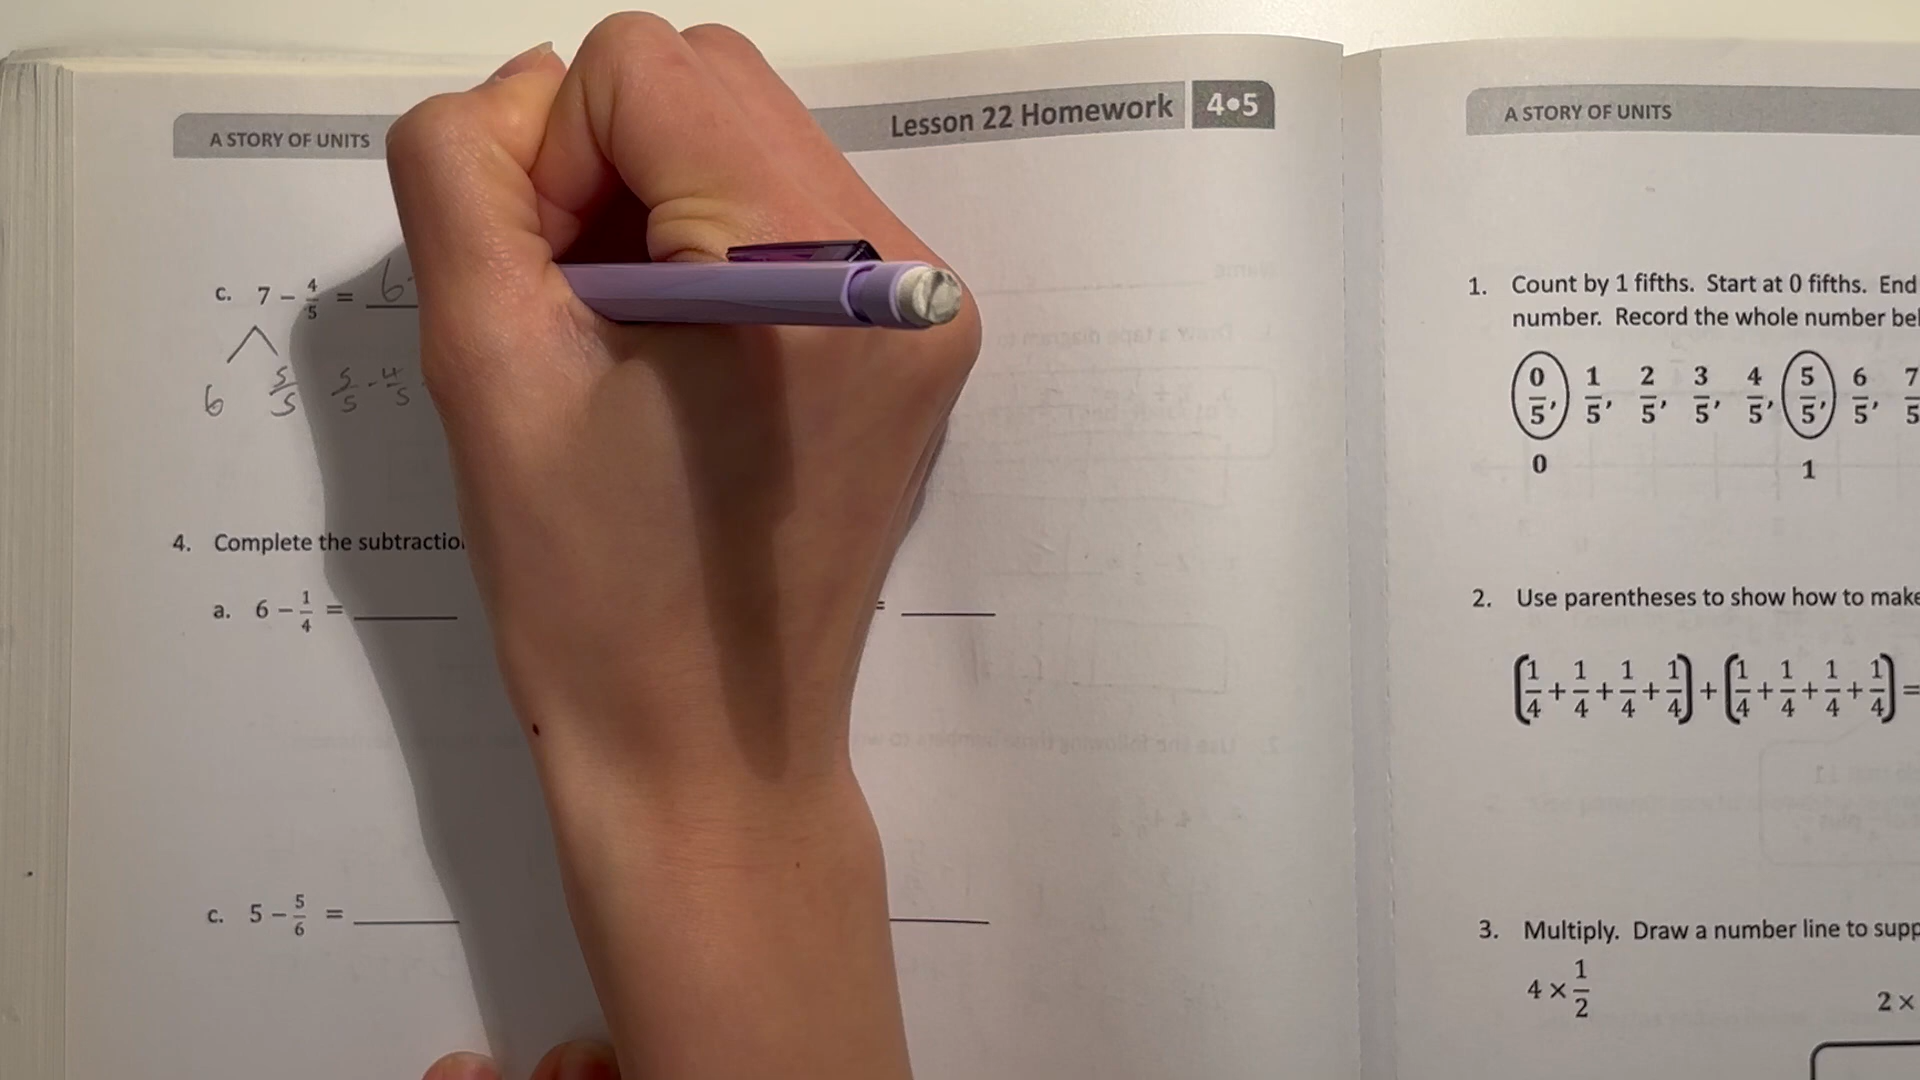 A STORY OF UNITS
Lesson 22 Homework 4•5
c. 7 - 4/5 = 6
6 5/5 5/5 - 4/5
4. Complete the subtractio
a. 6 - 1/4 = ______
= ______
c. 5 - 5/6 = ______
______
A STORY OF UNITS
1. Count by 1 fifths. Start at 0 fifths. End
number. Record the whole number bel
0/5, 1/5, 2/5, 3/5, 4/5, 5/5, 6/5, 7/5
0 1
2. Use parentheses to show how to make
(1/4 + 1/4 + 1/4 + 1/4) + (1/4 + 1/4 + 1/4 + 1/4) =
3. Multiply. Draw a number line to supp
4 × 1/2
2 ×